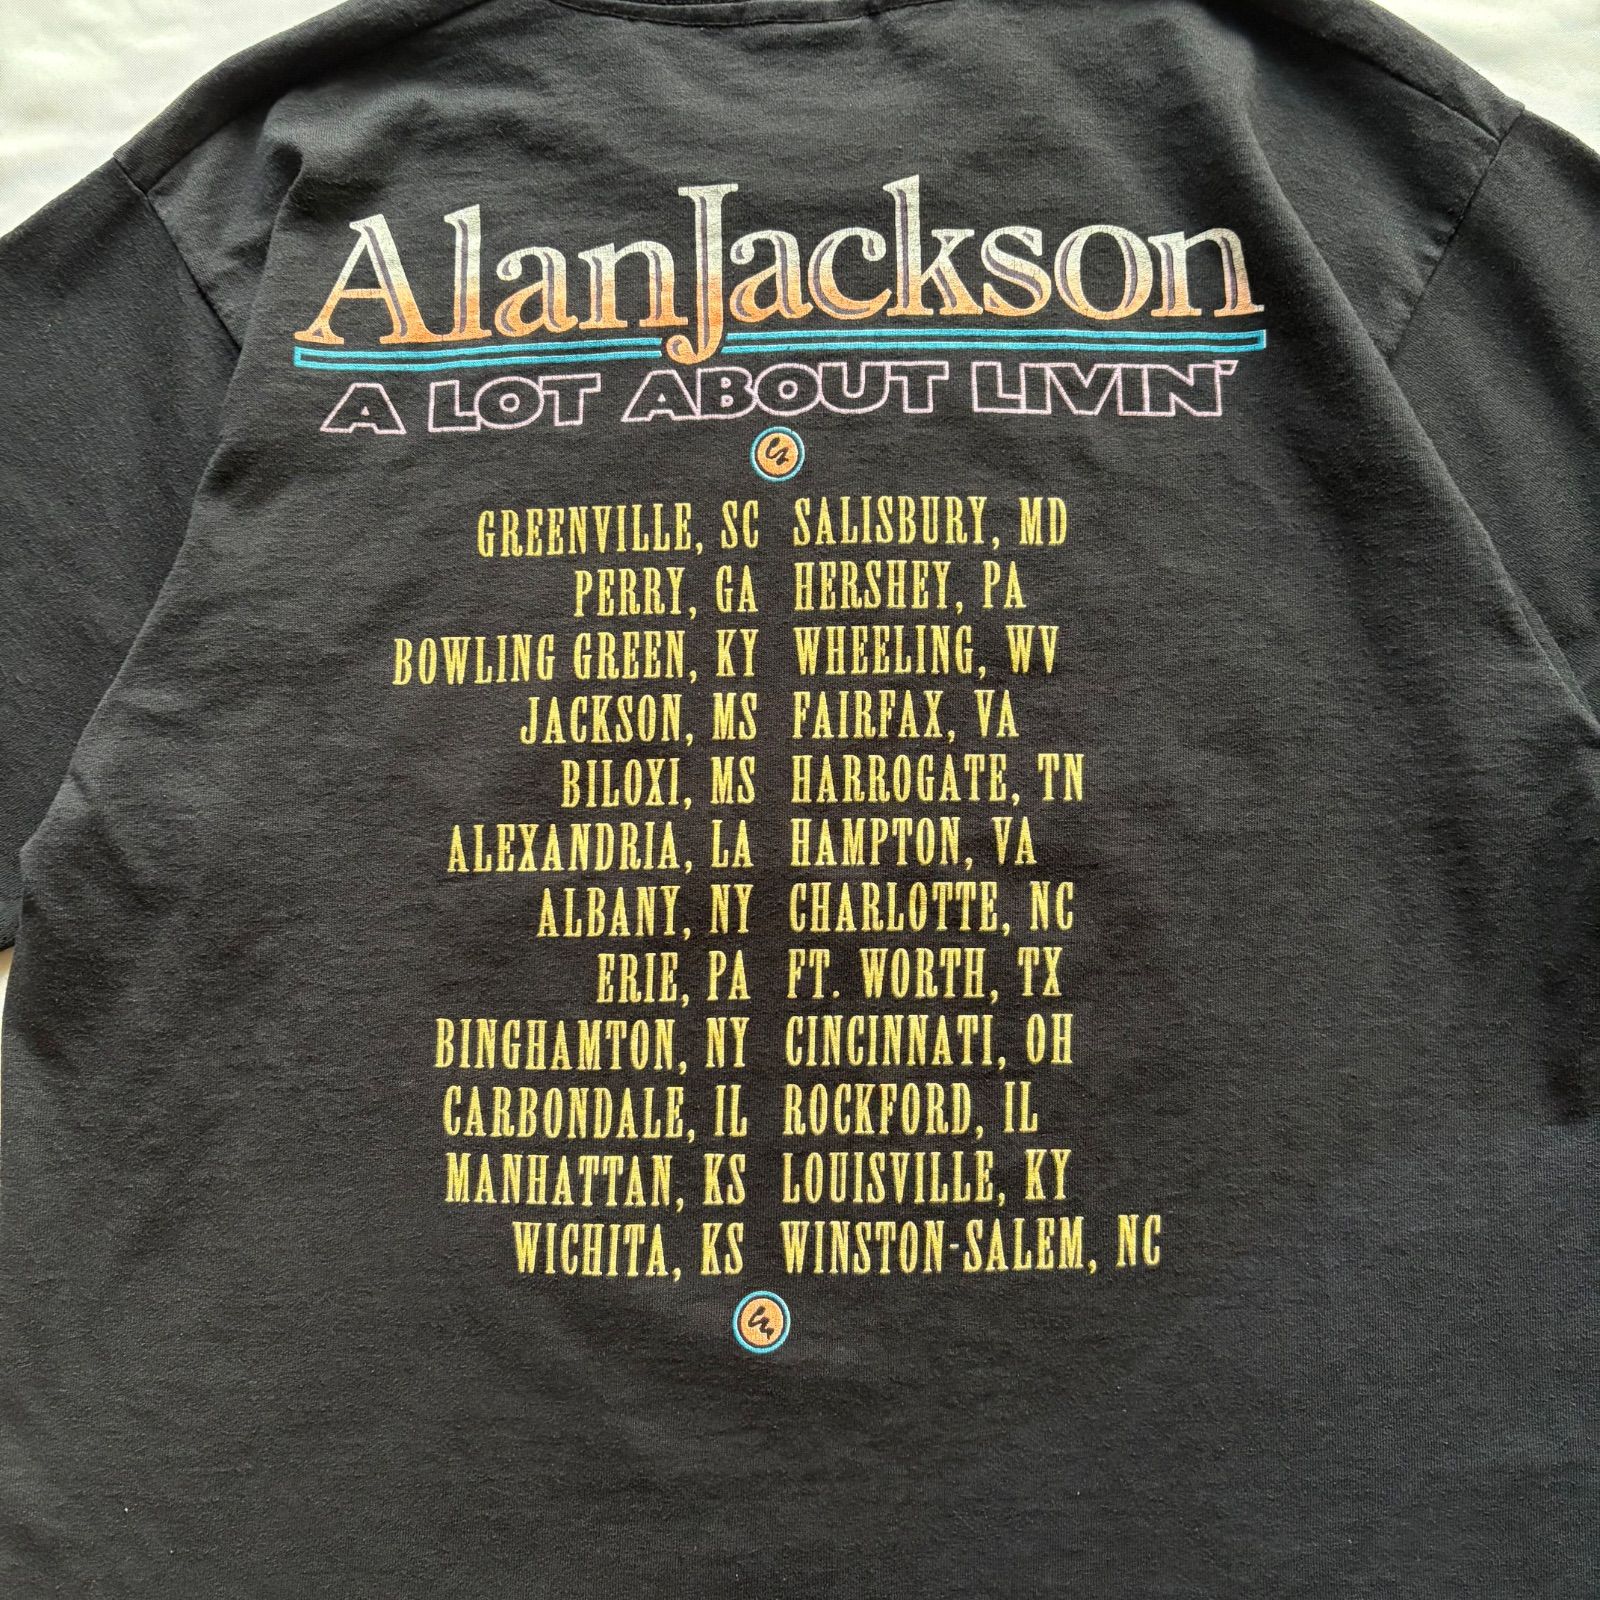 Alan Jackson
A LOT ABOUT LIVIN'
GREENVILLE, SC SALISBURY, MD
PERRY, GA HERSHEY, PA
BOWLING GREEN, KY WHEELING, WV
JACKSON, MS FAIRFAX, VA
BILOXI, MS HARROGATE, TN
ALEXANDRIA, LA HAMPTON, VA
ALBANY, NY CHARLOTTE, NC
ERIE, PA FT. WORTH, TX
BINGHAMTON, NY CINCINNATI, OH
CARBONDALE, IL ROCKFORD, IL
MANHATTAN, KS LOUISVILLE, KY
WICHITA, KS WINSTON-SALEM, NC